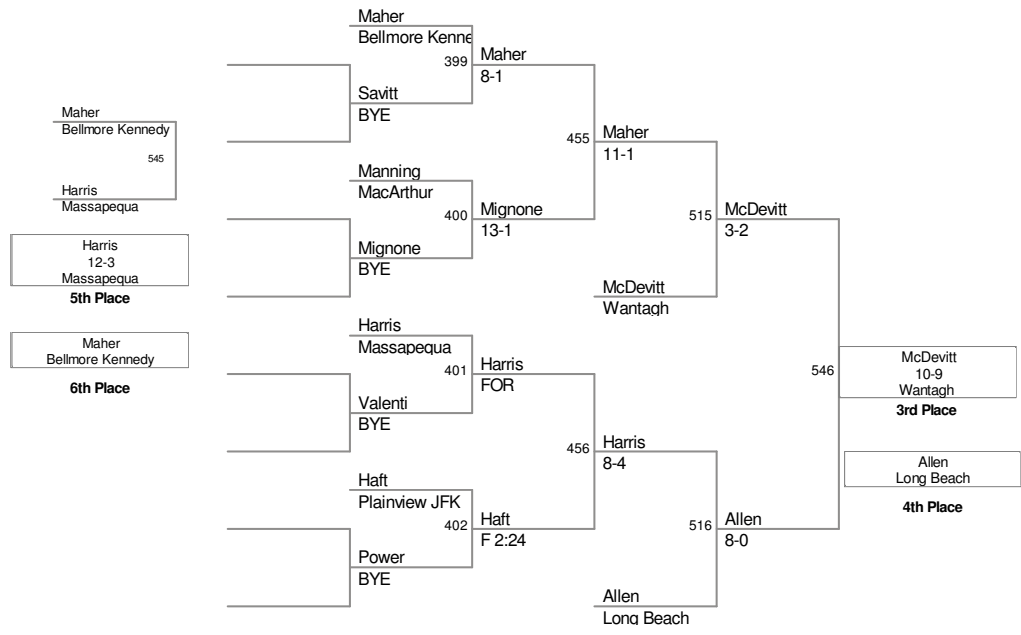 Maher
Bellmore Kenne
399
Maher
8-1
Savitt
BYE
Maher
Bellmore Kennedy
545
Harris
Massapequa
455
Maher
11-1
Manning
MacArthur
400
Mignone
13-1
515
McDevitt
3-2
Harris
12-3
Massapequa
5th Place
Mignone
BYE
McDevitt
Wantagh
Maher
Bellmore Kennedy
6th Place
Harris
Massapequa
401
Harris
FOR
546
McDevitt
10-9
Wantagh
3rd Place
Valenti
BYE
456
Harris
8-4
Allen
Long Beach
4th Place
Haft
Plainview JFK
402
Haft
F 2:24
516
Allen
8-0
Power
BYE
Allen
Long Beach